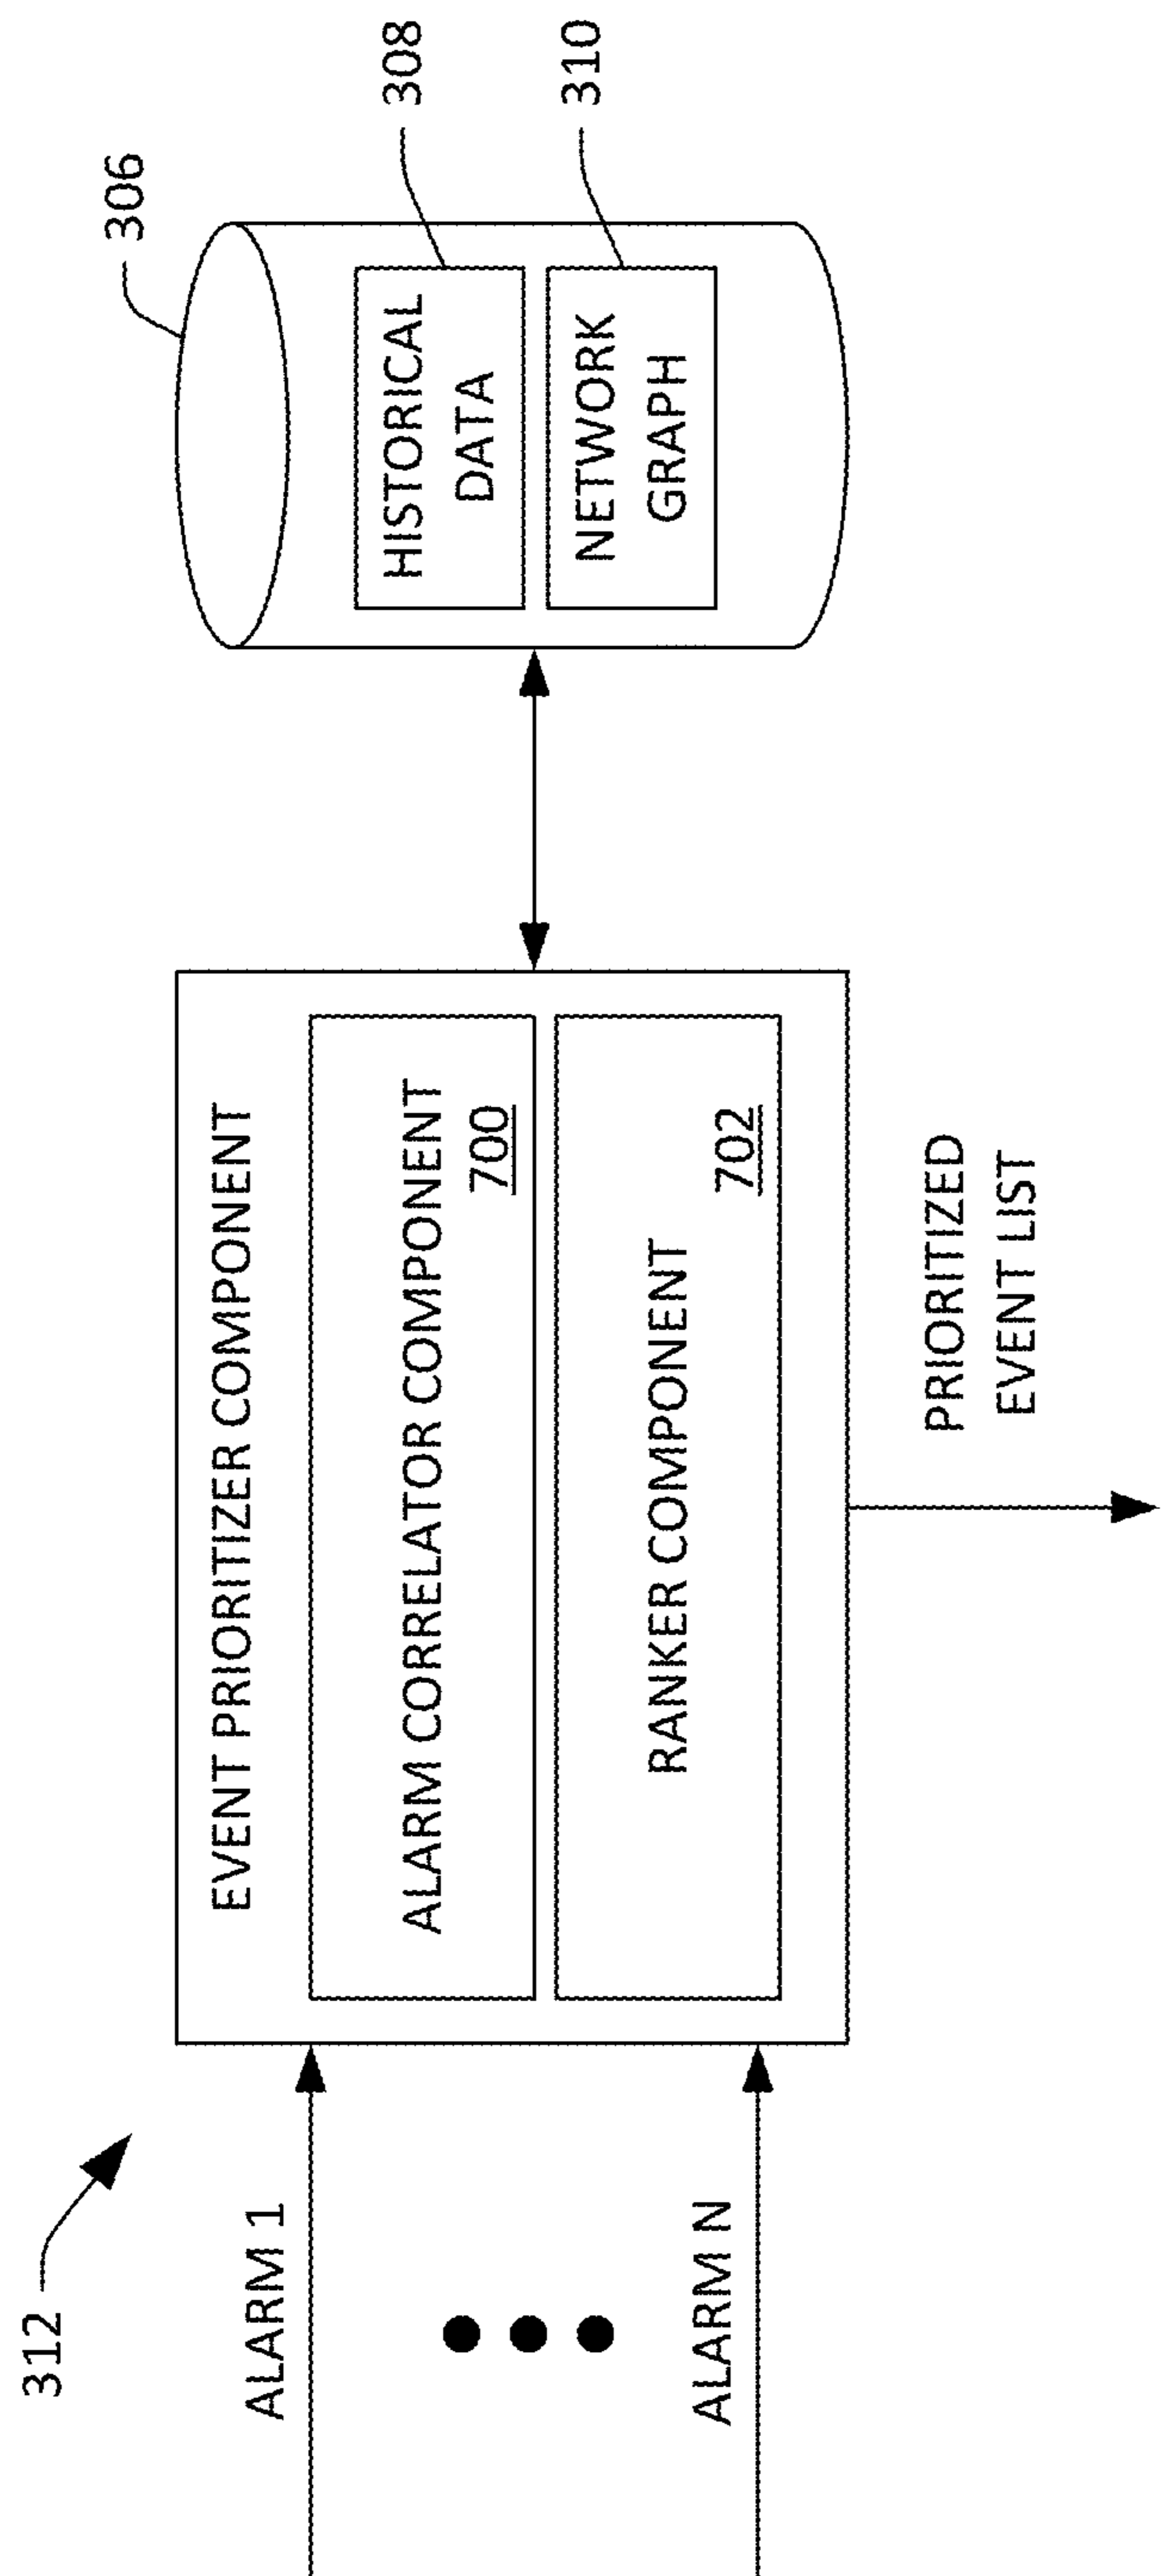 312
ALARM 1
ALARM N
EVENT PRIORITIZER COMPONENT
ALARM CORRELATOR COMPONENT
700
RANKER COMPONENT
702
PRIORITIZED
EVENT LIST
306
HISTORICAL
DATA
308
NETWORK
GRAPH
310